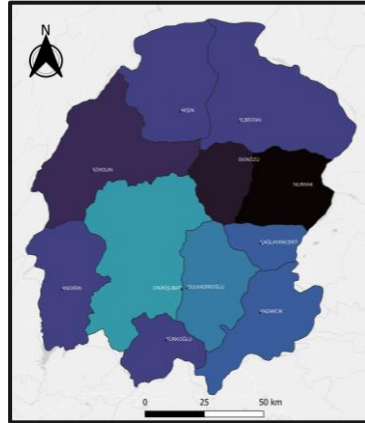 N
AFŞİN
ELBİSTAN
EKİNÖZÜ
GÖKSUN
NURHAK
ÇAĞLAYANCERİT
ANDIRIN
ONİKİŞUBAT
DULKADİROĞLU
PAZARCIK
TÜRKOĞLU
0 25 50 km